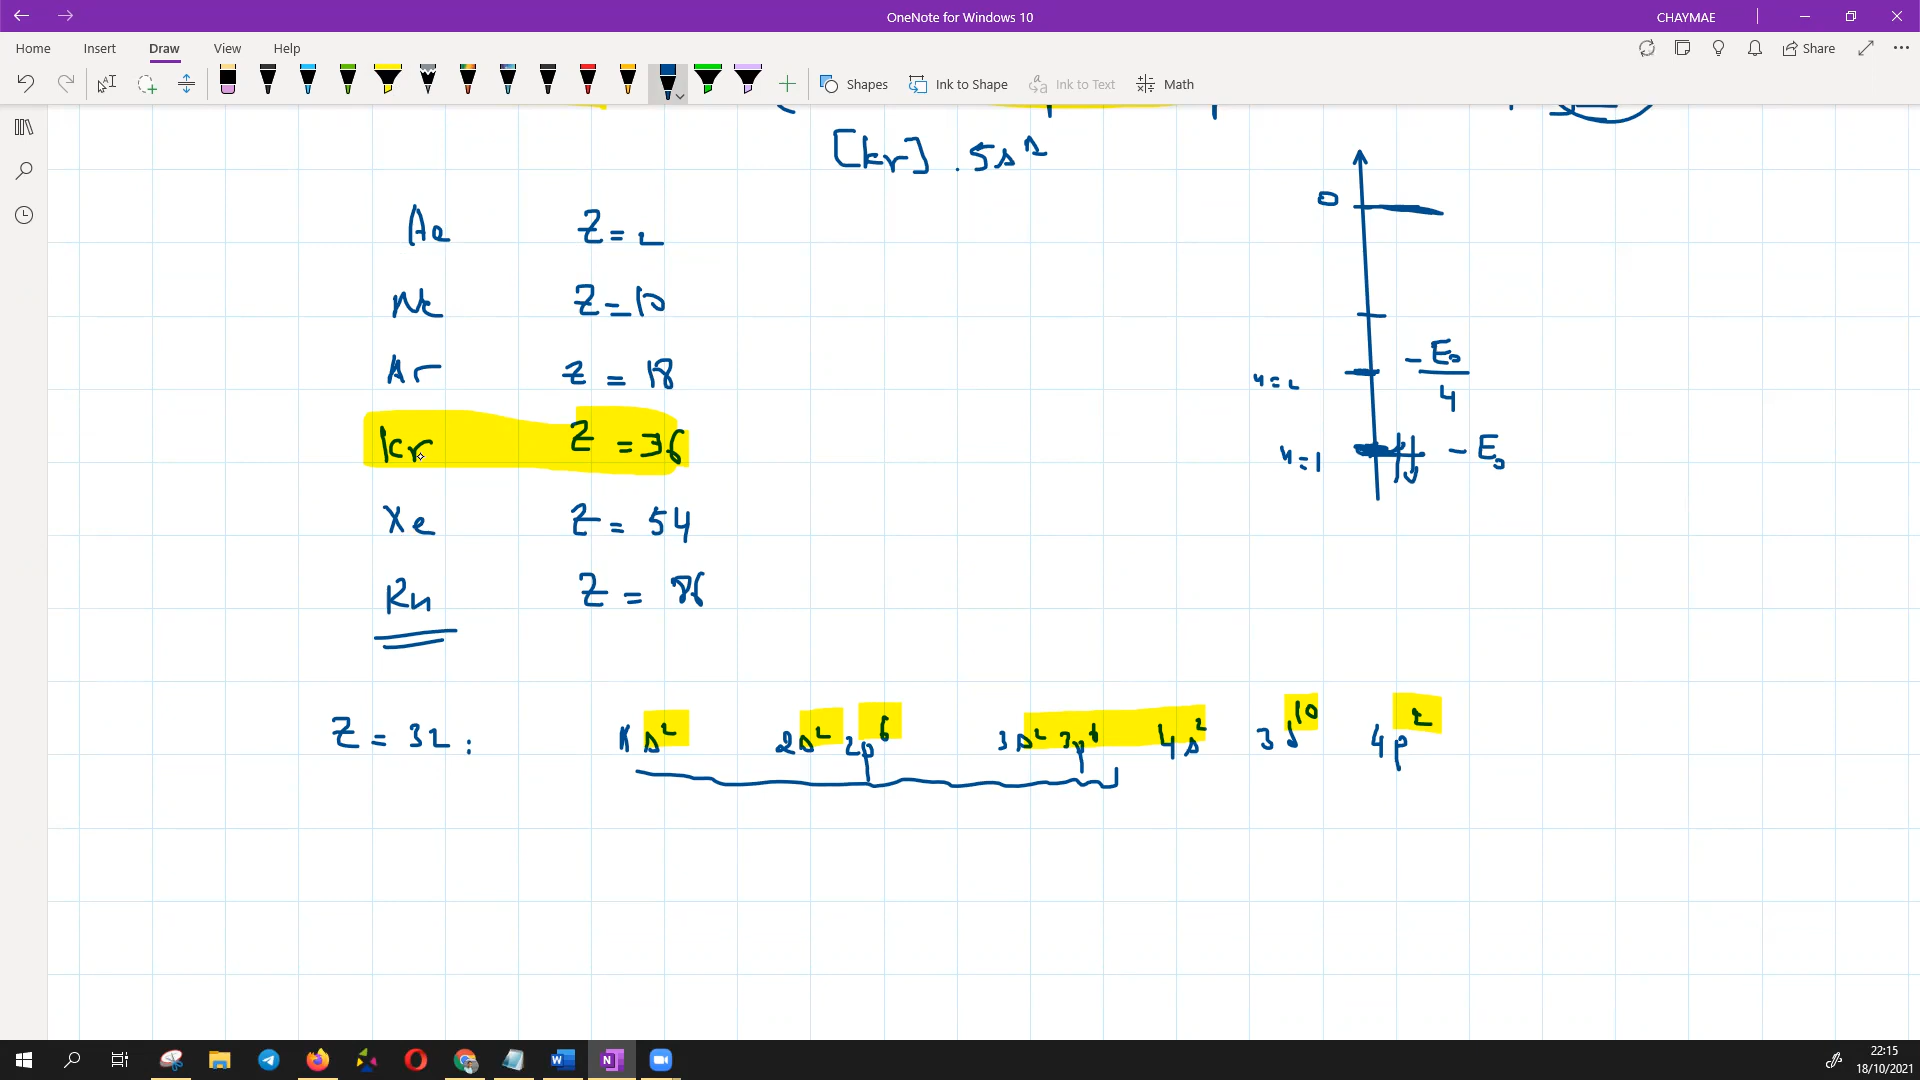 OneNote for Windows 10
CHAYMAE
Home Insert Draw View Help
Share
Shapes Ink to Shape Ink to Text Math
[kr] . 5s²
He Z = 2
Ne Z = 10
Ar Z = 18
kr Z = 36
Xe Z = 54
Rn Z = 86
0
n = 2 - E₀/4
n = 1 - E₀
Z = 32 : 1s² 2s² 2p⁶ 3s² 3p⁶ 4s² 3d¹⁰ 4p²
22:15
18/10/2021